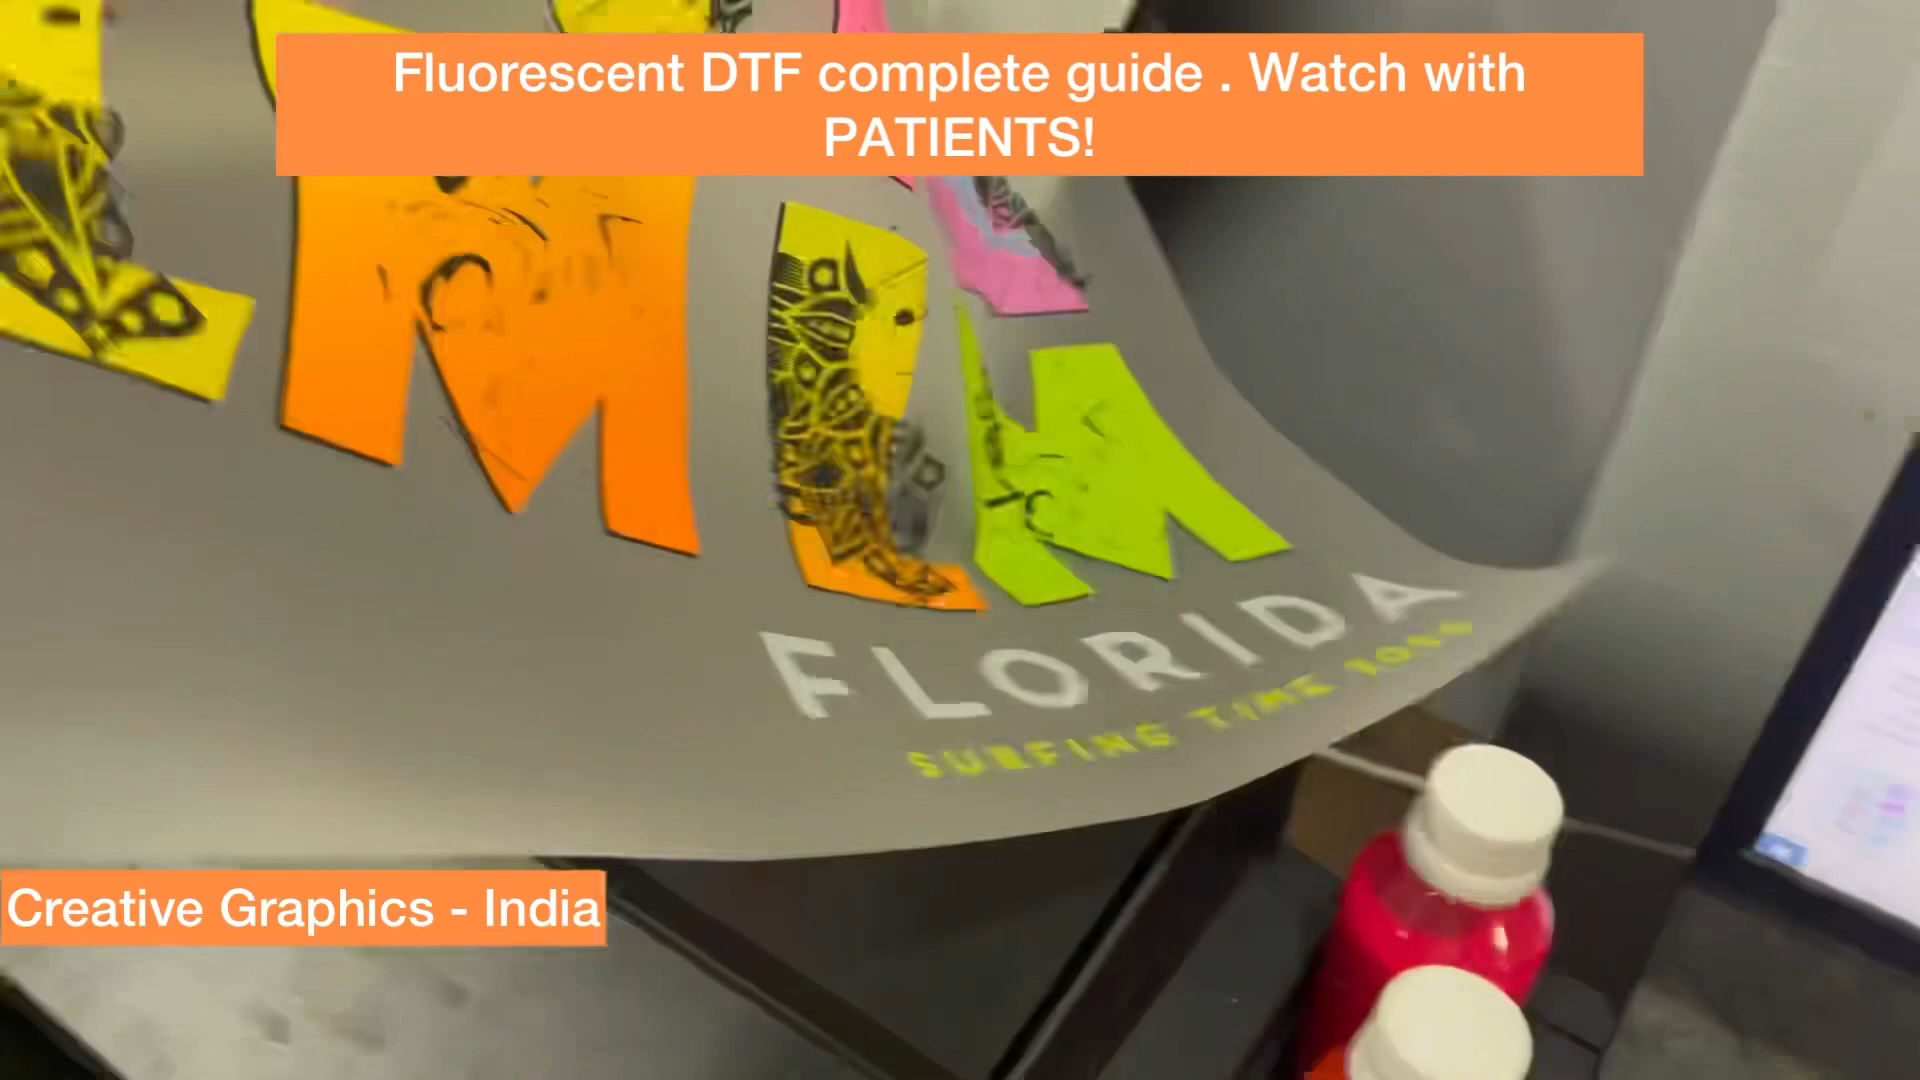 Fluorescent DTF complete guide . Watch with
PATIENTS!
FLORIDA
SURFING TIME
Creative Graphics - India